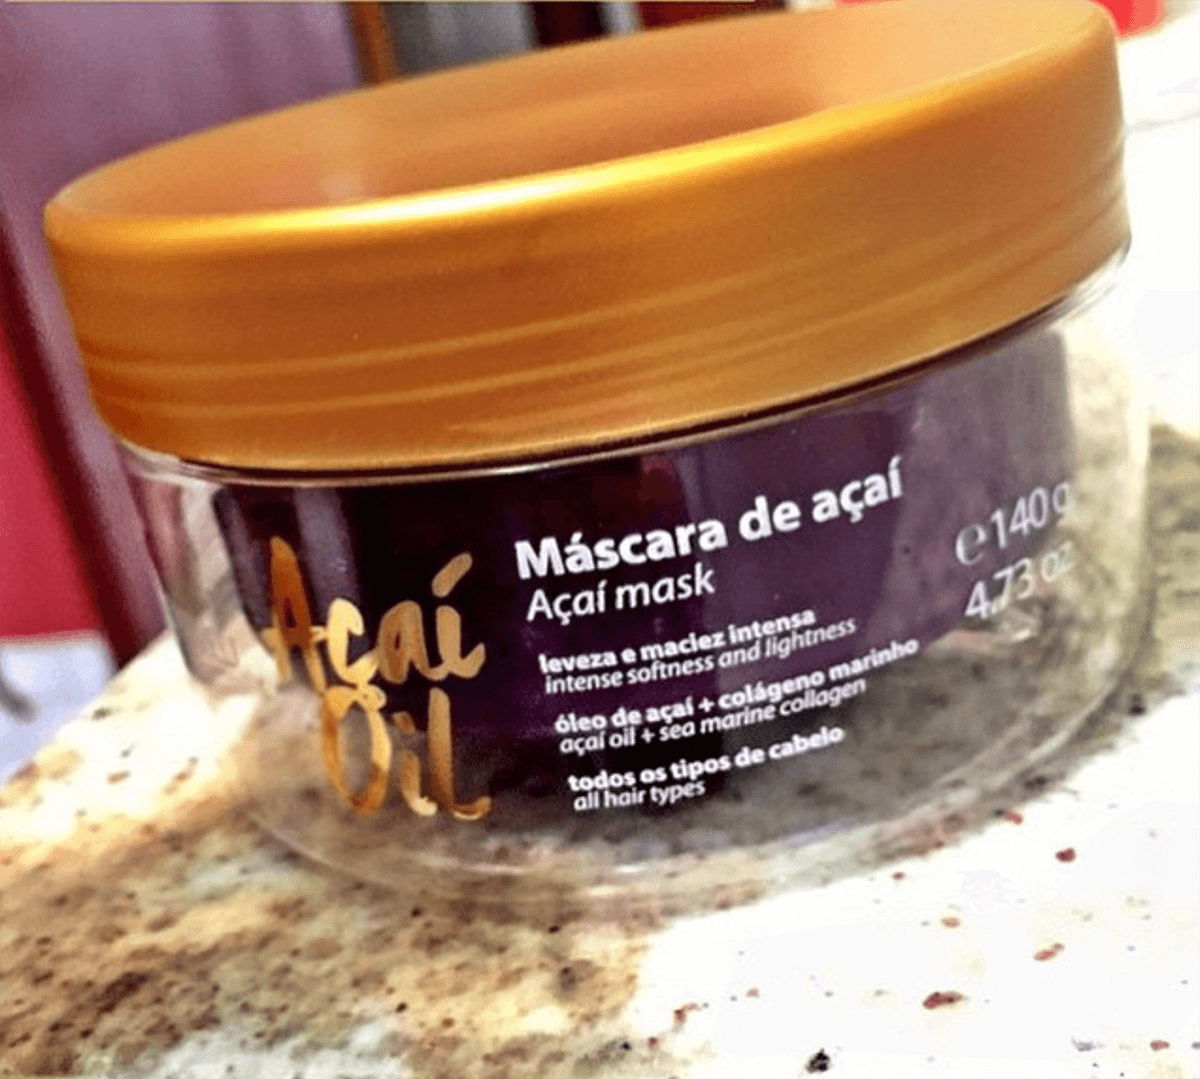 Açaí
Oil
Máscara de açaí
Açaí mask
leveza e maciez intensa
intense softness and lightness
óleo de açaí + colágeno marinho
açaí oil + sea marine collagen
todos os tipos de cabelo
all hair types
℮ 140 g
4.73 oz